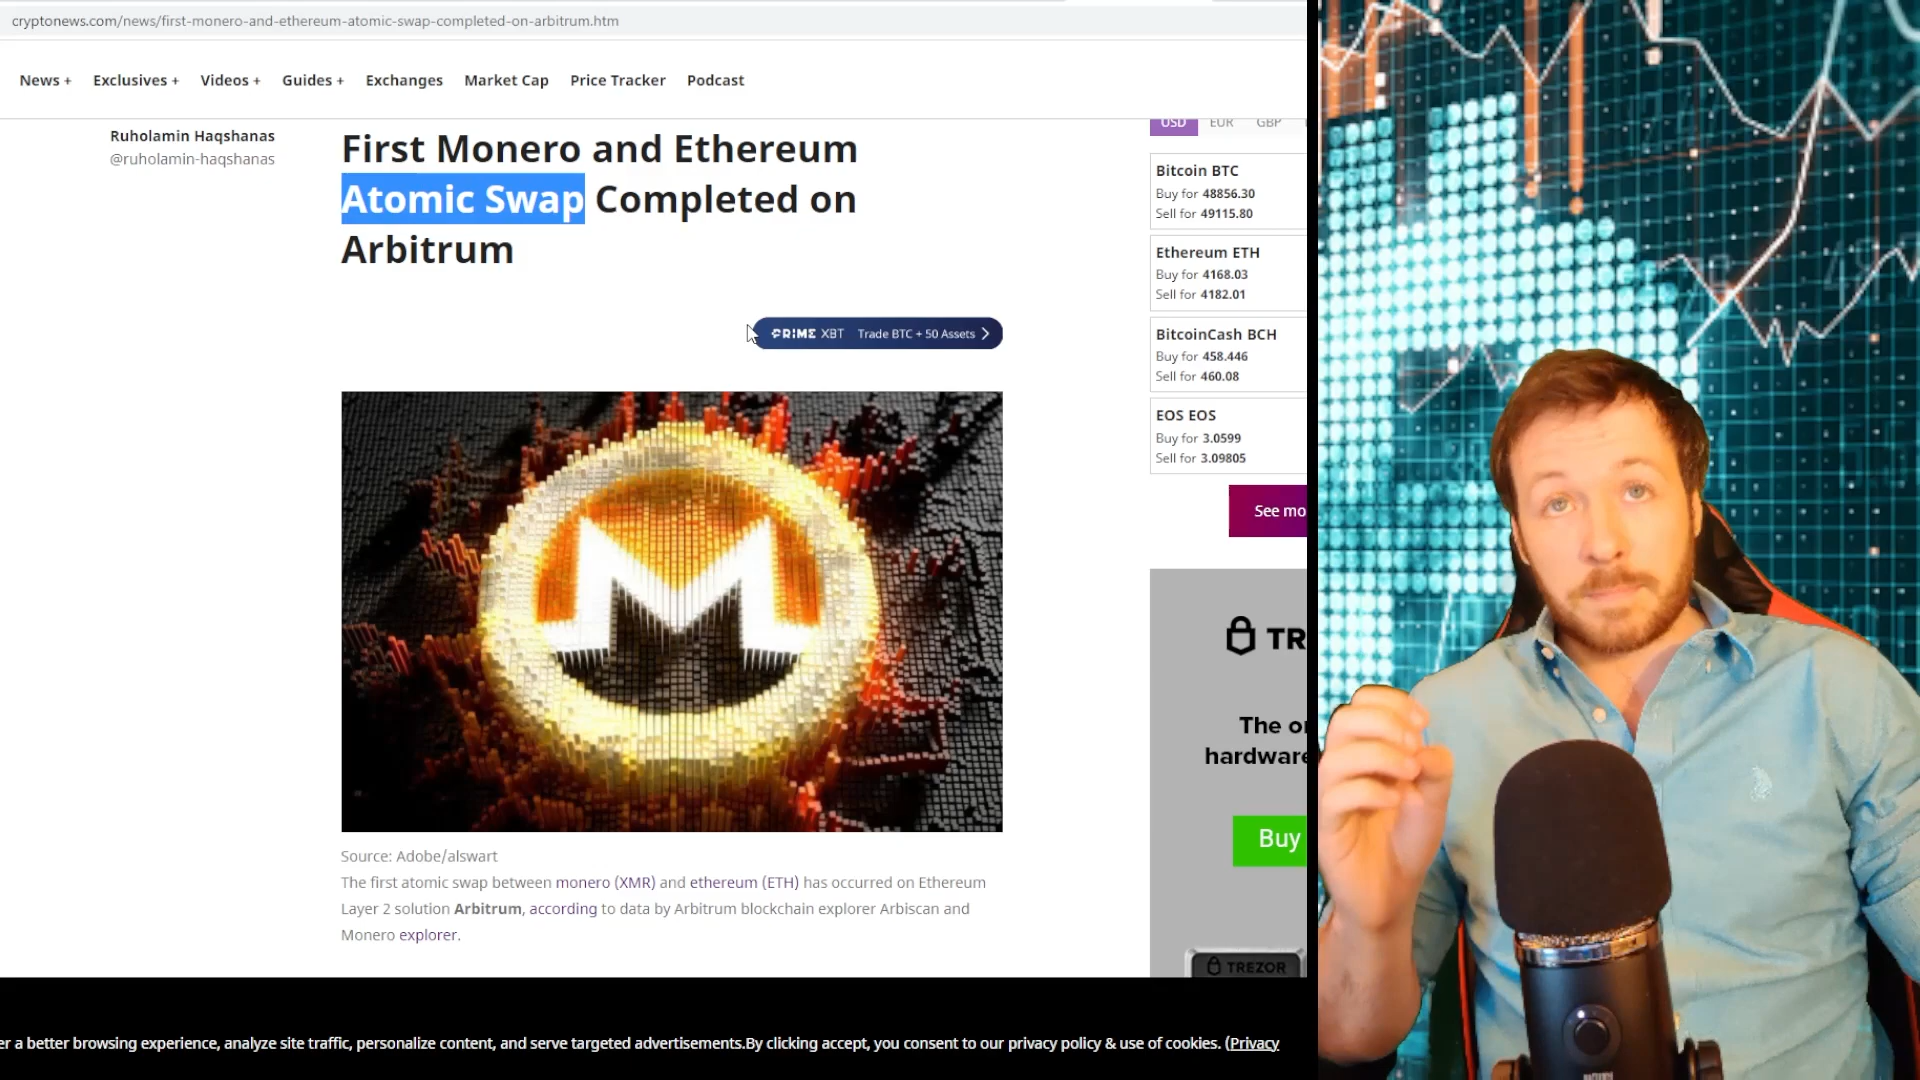 cryptonews.com/news/first-monero-and-ethereum-atomic-swap-completed-on-arbitrum.htm
News + Exclusives + Videos + Guides + Exchanges Market Cap Price Tracker Podcast
Ruholamin Haqshanas
@ruholamin-haqshanas
First Monero and Ethereum
Atomic Swap Completed on
Arbitrum
PRIME XBT Trade BTC + 50 Assets
Source: Adobe/alswart
The first atomic swap between monero (XMR) and ethereum (ETH) has occurred on Ethereum
Layer 2 solution Arbitrum, according to data by Arbitrum blockchain explorer Arbiscan and
Monero explorer.
USD EUR GBP
Bitcoin BTC
Buy for 48856.30
Sell for 49115.80
Ethereum ETH
Buy for 4168.03
Sell for 4182.01
BitcoinCash BCH
Buy for 458.446
Sell for 460.08
EOS EOS
Buy for 3.0599
Sell for 3.09805
See mo
TR
The or
hardware
Buy
TREZOR
er a better browsing experience, analyze site traffic, personalize content, and serve targeted advertisements.By clicking accept, you consent to our privacy policy & use of cookies. (Privacy